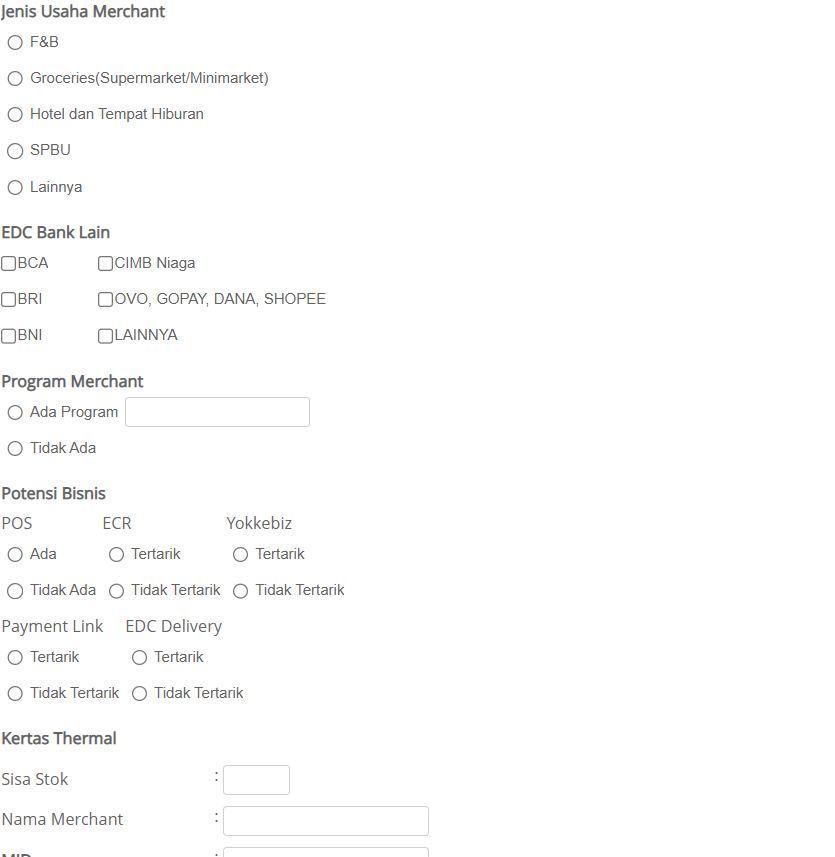 Jenis Usaha Merchant
F&B
Groceries(Supermarket/Minimarket)
Hotel dan Tempat Hiburan
SPBU
Lainnya
EDC Bank Lain
BCA CIMB Niaga
BRI OVO, GOPAY, DANA, SHOPEE
BNI LAINNYA
Program Merchant
Ada Program
Tidak Ada
Potensi Bisnis
POS ECR Yokkebiz
Ada Tertarik Tertarik
Tidak Ada Tidak Tertarik Tidak Tertarik
Payment Link EDC Delivery
Tertarik Tertarik
Tidak Tertarik Tidak Tertarik
Kertas Thermal
Sisa Stok :
Nama Merchant :
MID :